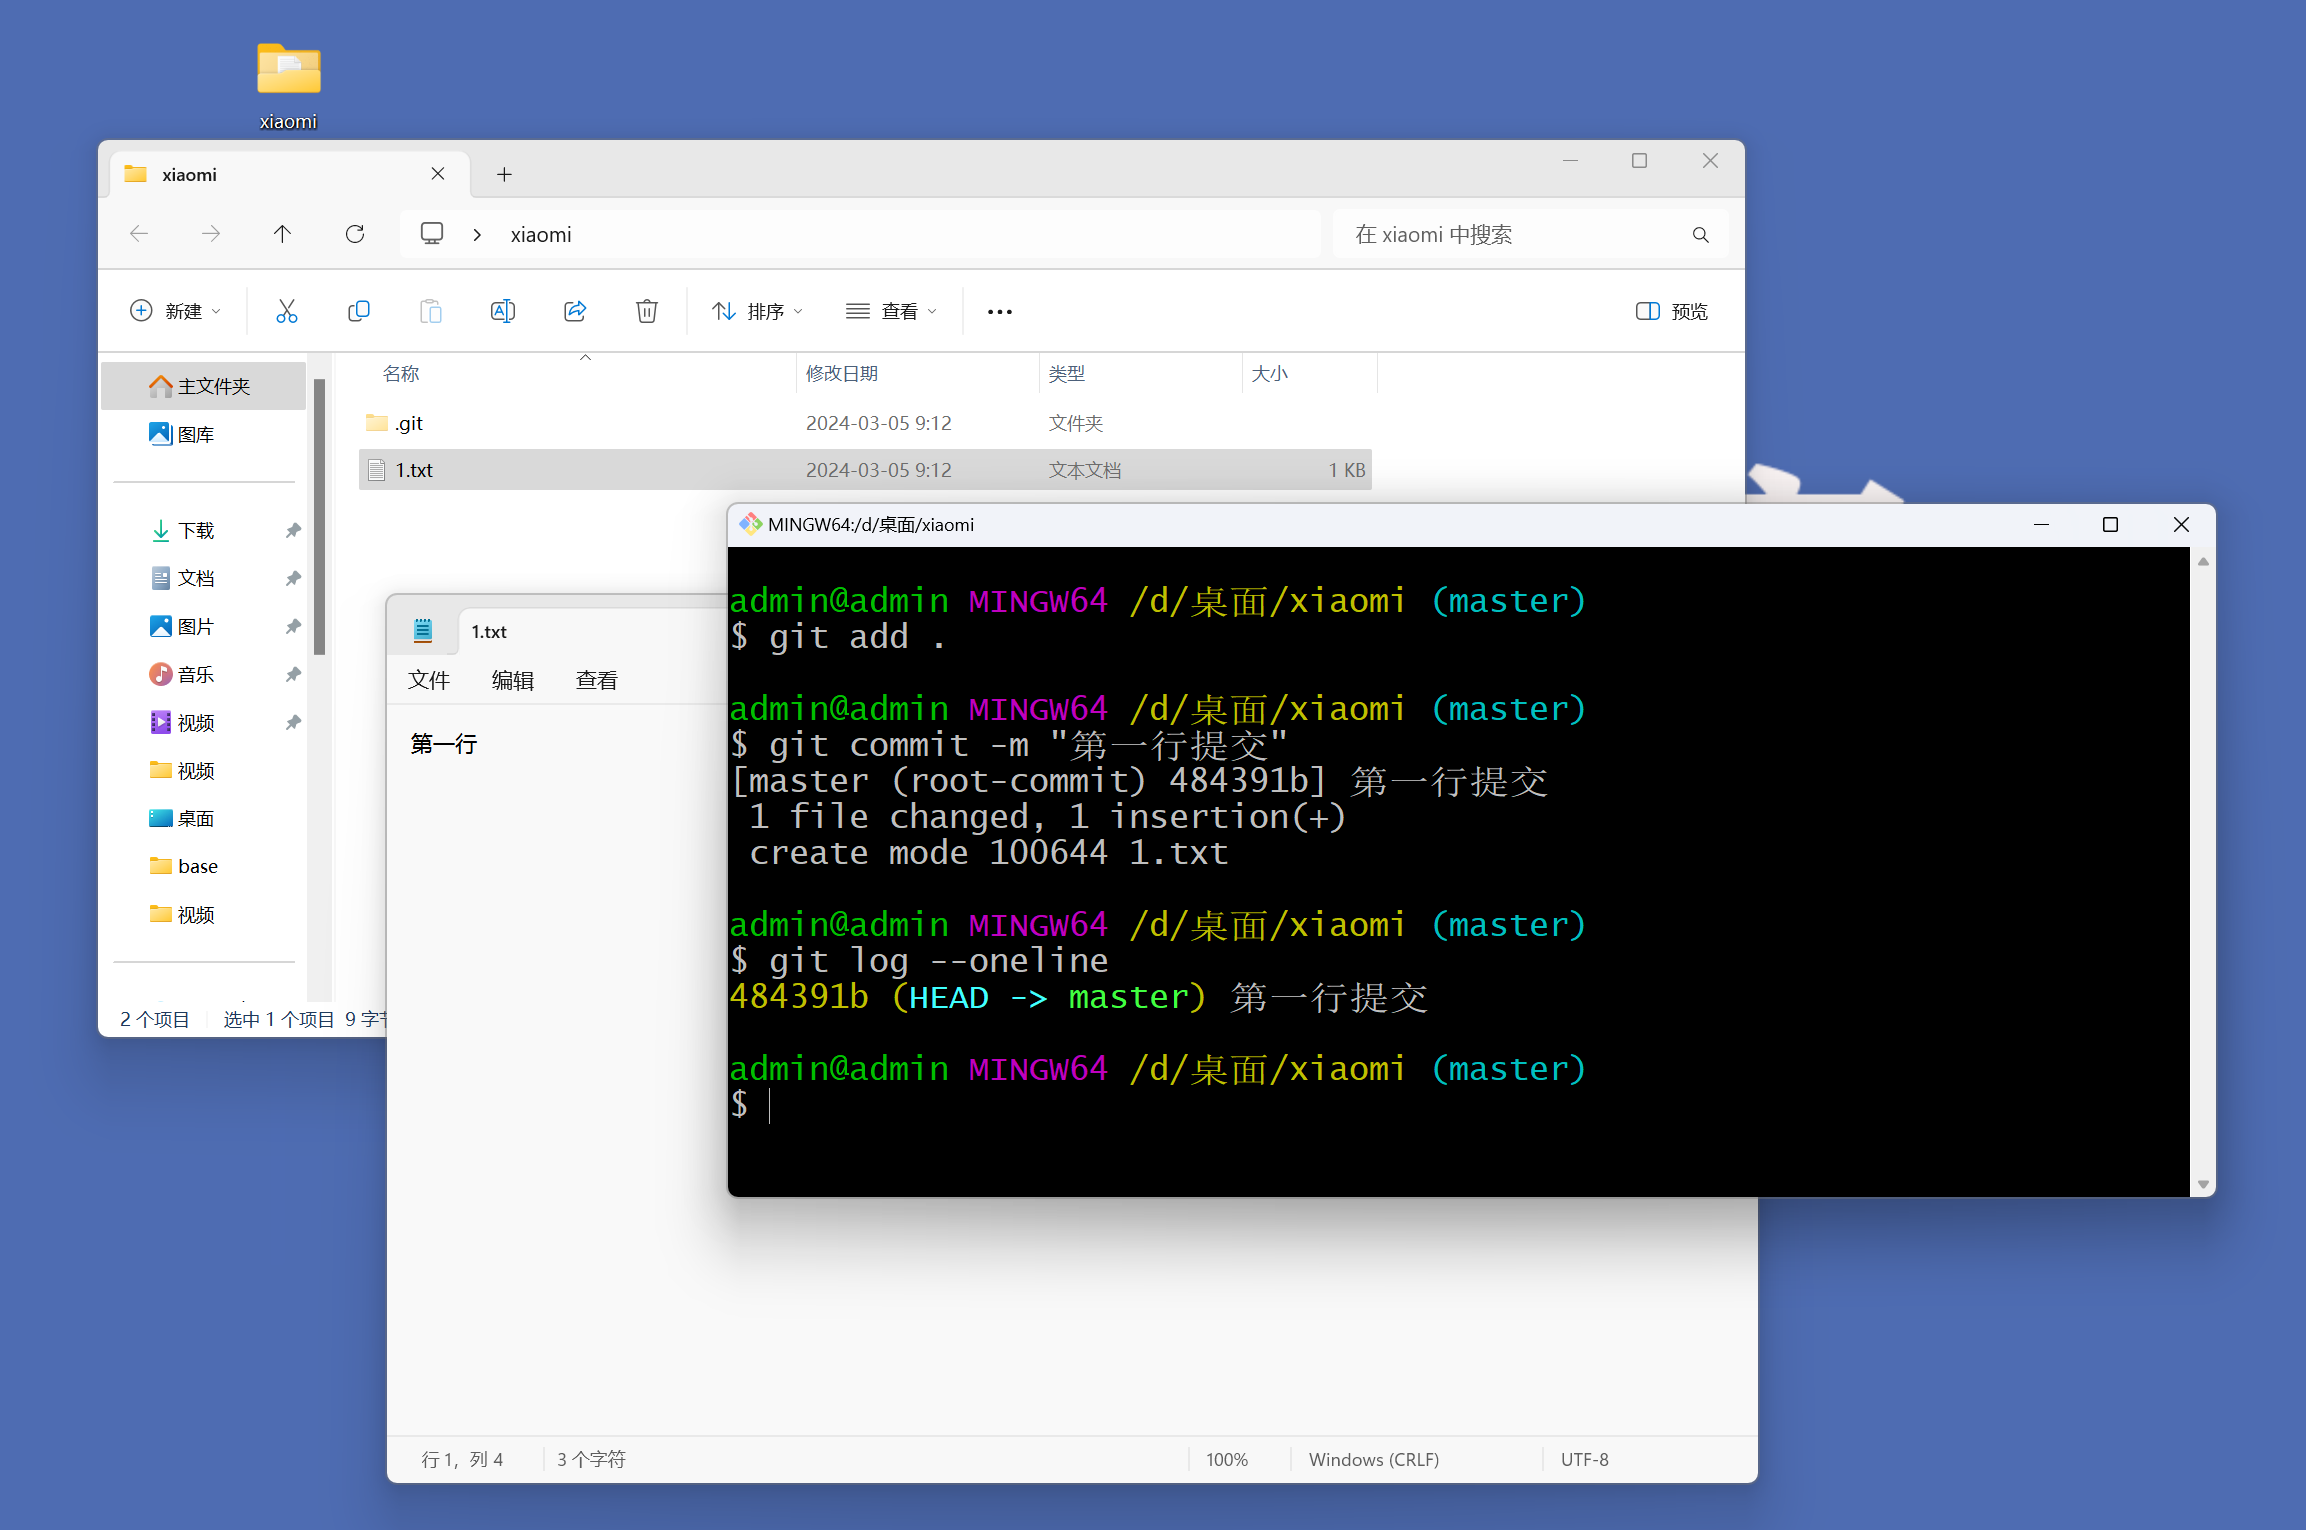 xiaomi
xiaomi
xiaomi
在 xiaomi 中搜索
新建
排序
查看
预览
主文件夹
图库
下载
文档
图片
音乐
视频
视频
桌面
base
视频
名称 修改日期 类型 大小
.git 2024-03-05 9:12 文件夹
1.txt 2024-03-05 9:12 文本文档 1 KB
2 个项目 选中 1 个项目 9 字节
1.txt
文件 编辑 查看
第一行
行 1，列 4 3 个字符 100% Windows (CRLF) UTF-8
MINGW64:/d/桌面/xiaomi
admin@admin MINGW64 /d/桌面/xiaomi (master)
$ git add .
admin@admin MINGW64 /d/桌面/xiaomi (master)
$ git commit -m "第一行提交"
[master (root-commit) 484391b] 第一行提交
1 file changed, 1 insertion(+)
create mode 100644 1.txt
admin@admin MINGW64 /d/桌面/xiaomi (master)
$ git log --oneline
484391b (HEAD -> master) 第一行提交
admin@admin MINGW64 /d/桌面/xiaomi (master)
$